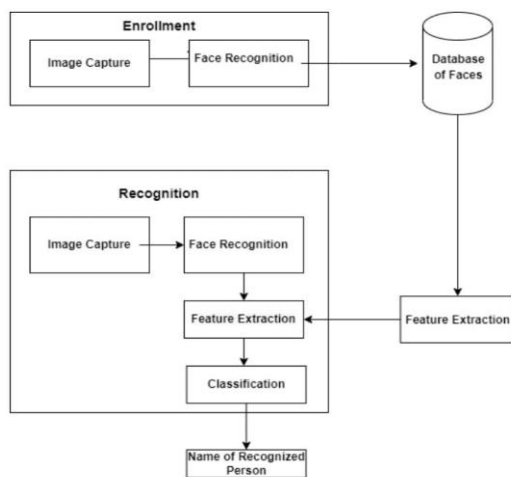 Enrollment
Image Capture
Face Recognition
Database
of Faces
Recognition
Image Capture
Face Recognition
Feature Extraction
Feature Extraction
Classification
Name of Recognized
Person